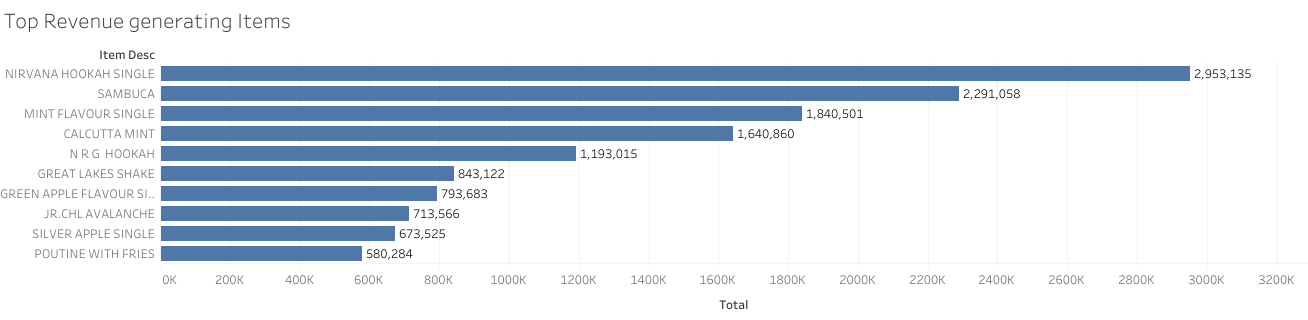 Top Revenue generating Items
Item Desc
NIRVANA HOOKAH SINGLE 2,953,135
SAMBUCA 2,291,058
MINT FLAVOUR SINGLE 1,840,501
CALCUTTA MINT 1,640,860
N R G HOOKAH 1,193,015
GREAT LAKES SHAKE 843,122
GREEN APPLE FLAVOUR SI.. 793,683
JR.CHL AVALANCHE 713,566
SILVER APPLE SINGLE 673,525
POUTINE WITH FRIES 580,284
0K 200K 400K 600K 800K 1000K 1200K 1400K 1600K 1800K 2000K 2200K 2400K 2600K 2800K 3000K 3200K
Total